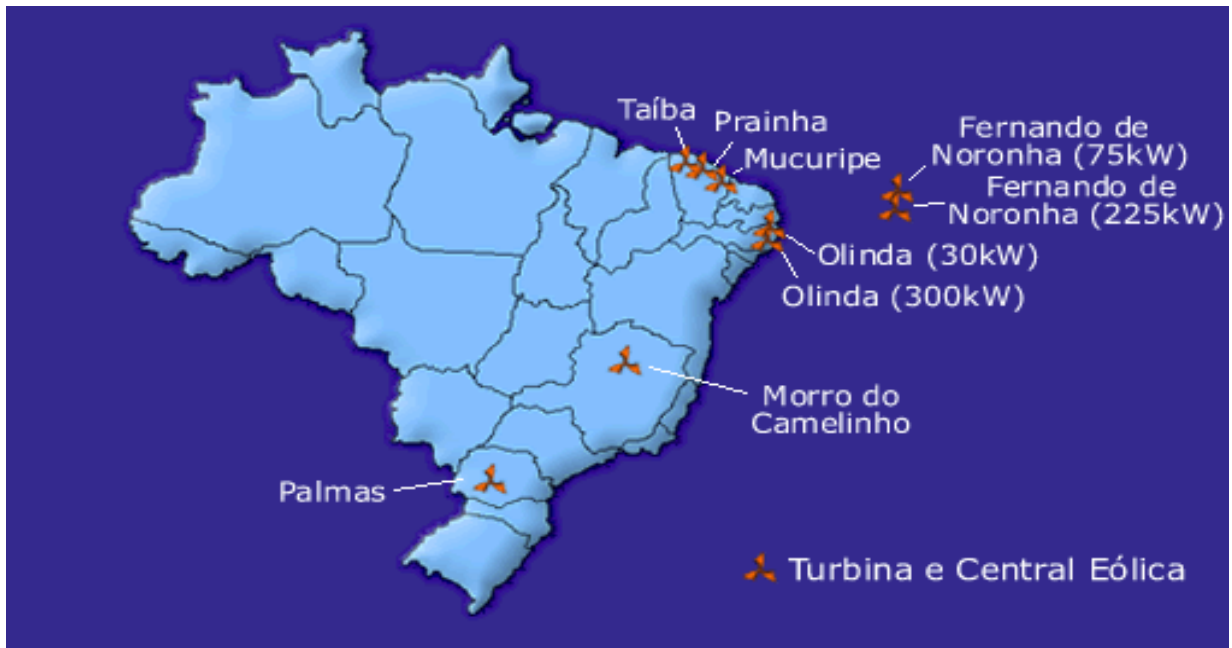 Taíba
Prainha
Mucuripe
Fernando de
Noronha (75kW)
Fernando de
Noronha (225kW)
Olinda (30kW)
Olinda (300kW)
Morro do
Camelinho
Palmas
Turbina e Central Eólica